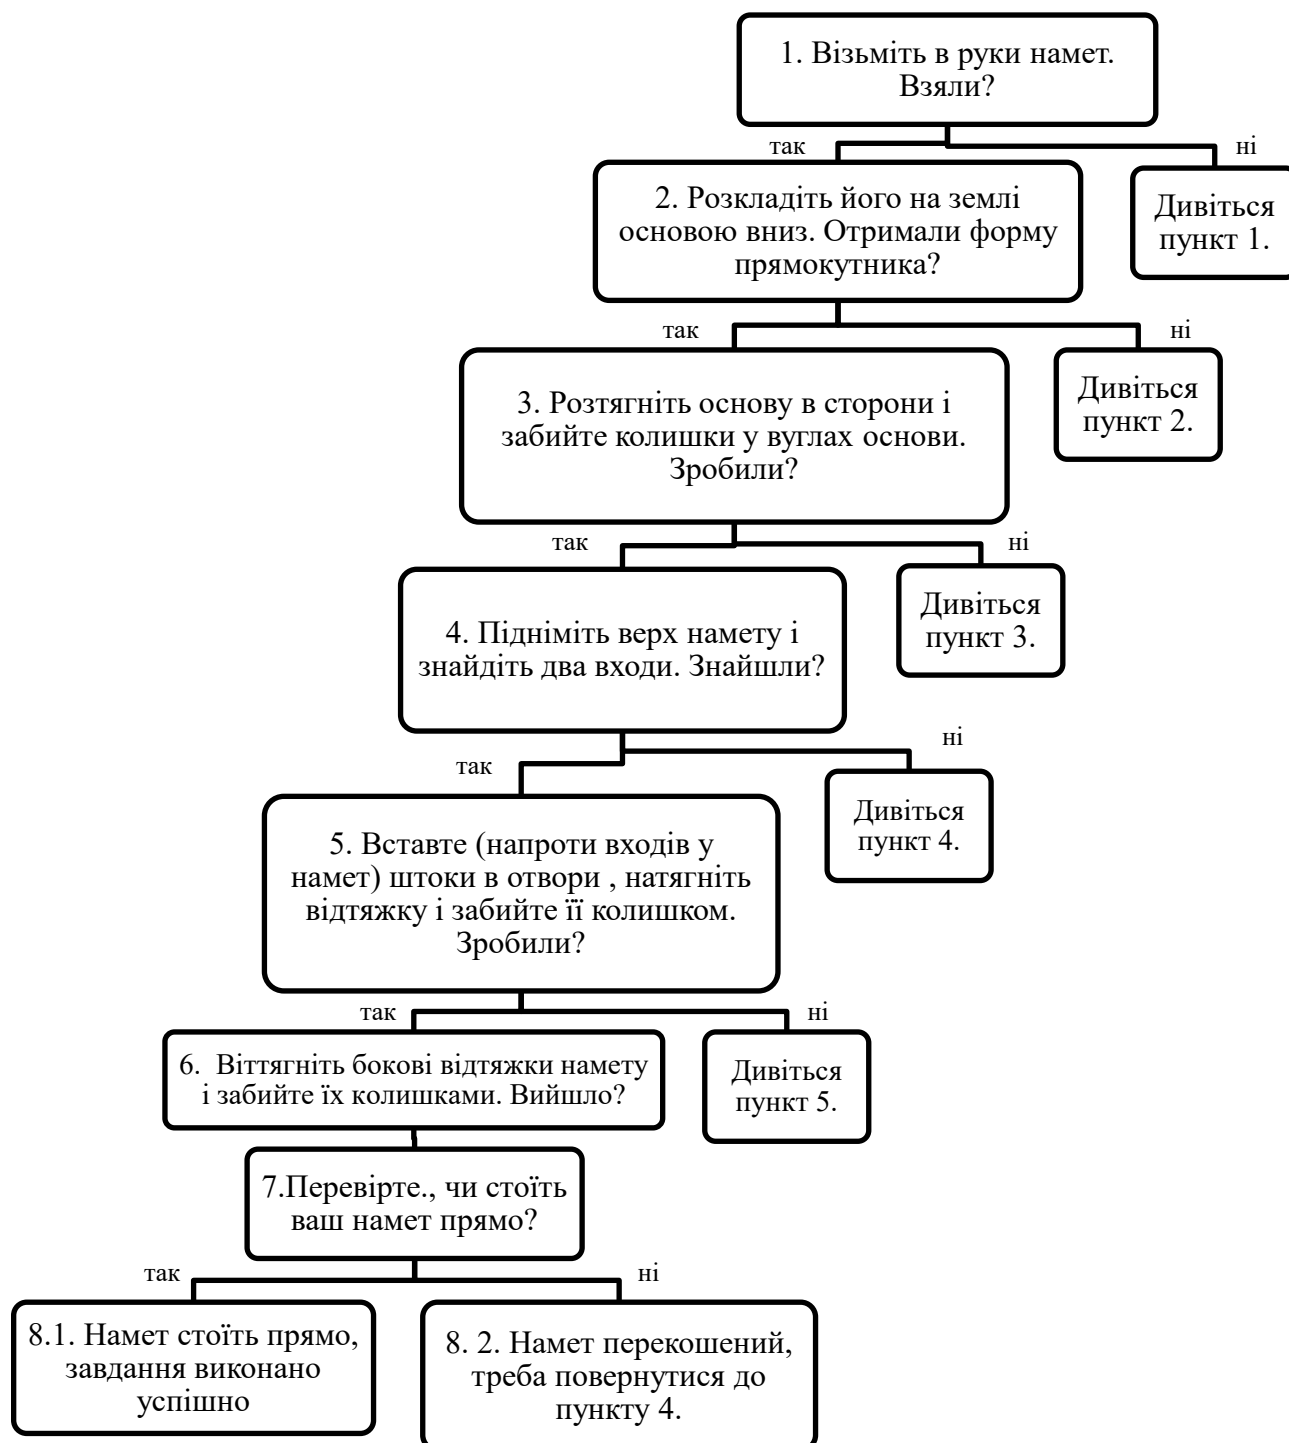 1. Візьміть в руки намет.
Взяли?
так
ні
2. Розкладіть його на землі
основою вниз. Отримали форму
прямокутника?
Дивіться
пункт 1.
так
ні
3. Розтягніть основу в сторони і
забийте колишки у вуглах основи.
Зробили?
Дивіться
пункт 2.
так
ні
4. Підніміть верх намету і
знайдіть два входи. Знайшли?
Дивіться
пункт 3.
так
ні
5. Вставте (напроти входів у
намет) штоки в отвори , натягніть
відтяжку і забийте її колишком.
Зробили?
Дивіться
пункт 4.
так
ні
6. Віттягніть бокові відтяжки намету
і забийте їх колишками. Вийшло?
Дивіться
пункт 5.
7.Перевірте., чи стоїть
ваш намет прямо?
так
ні
8.1. Намет стоїть прямо,
завдання виконано
успішно
8. 2. Намет перекошений,
треба повернутися до
пункту 4.